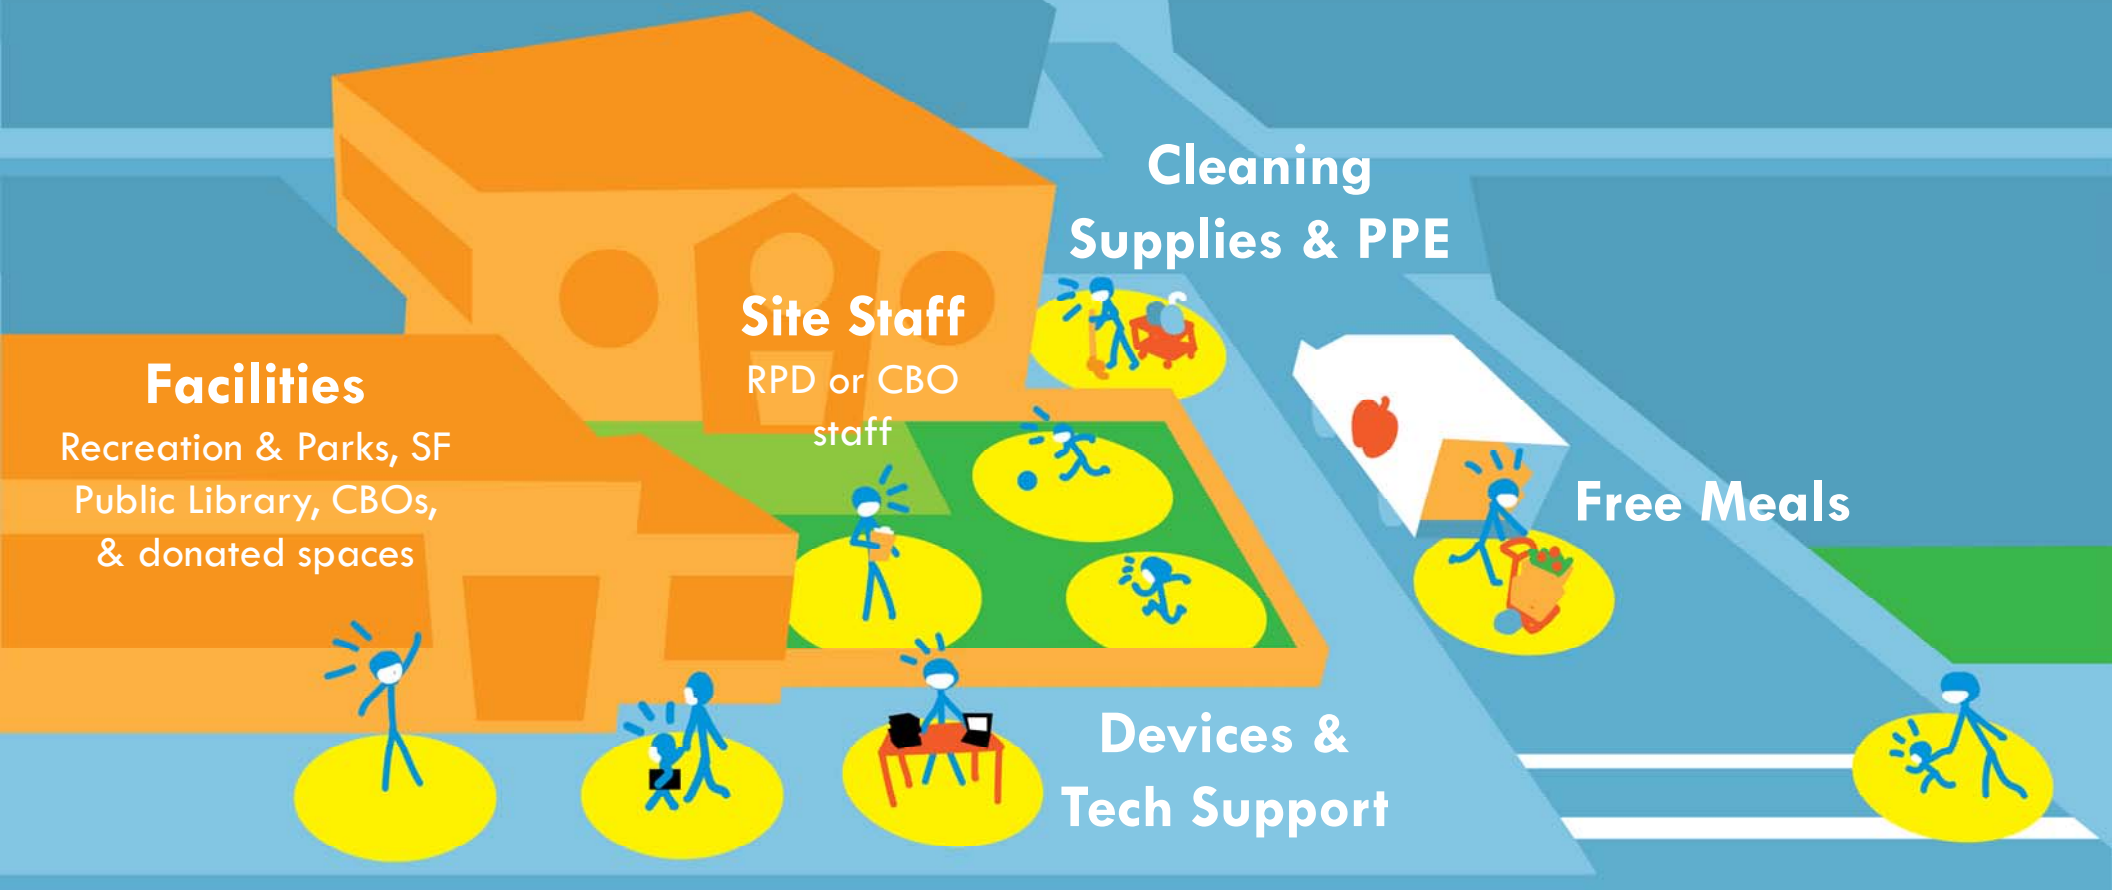 Cleaning
Supplies & PPE
Site Staff
RPD or CBO
staff
Facilities
Recreation & Parks, SF
Public Library, CBOs,
& donated spaces
Free Meals
Devices &
Tech Support